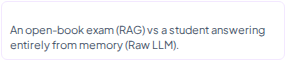 An open-book exam (RAG) vs a student answering
entirely from memory (Raw LLM).